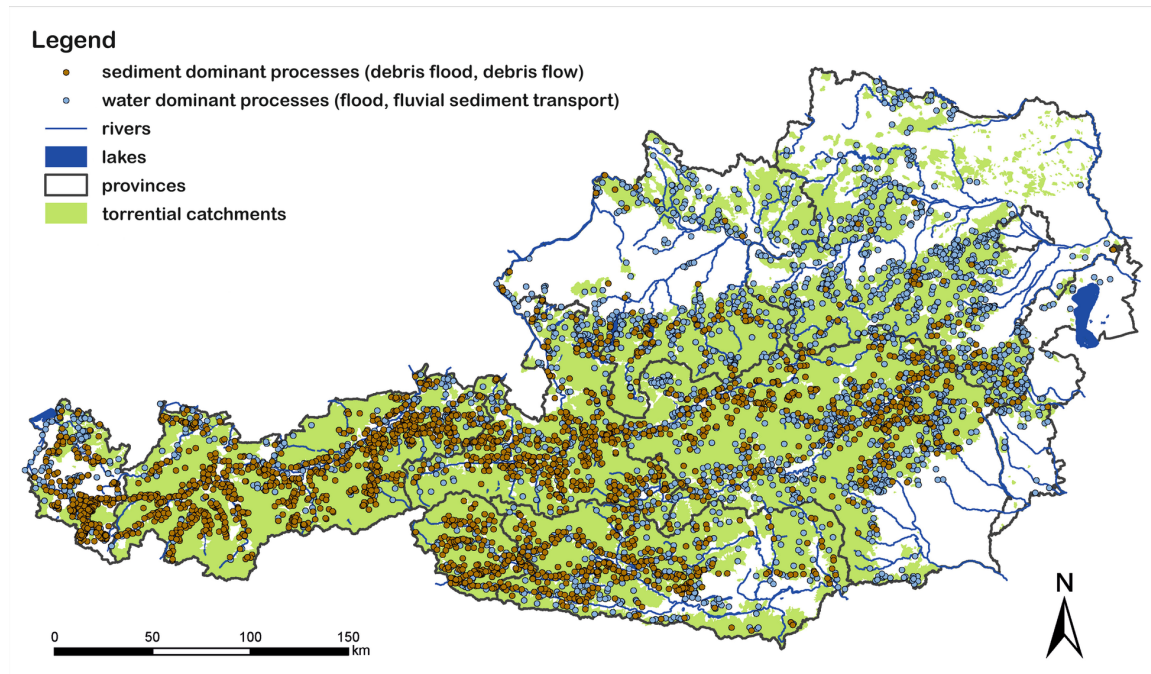 Legend
sediment dominant processes (debris flood, debris flow)
water dominant processes (flood, fluvial sediment transport)
rivers
lakes
provinces
torrential catchments
N
0 50 100 150
km